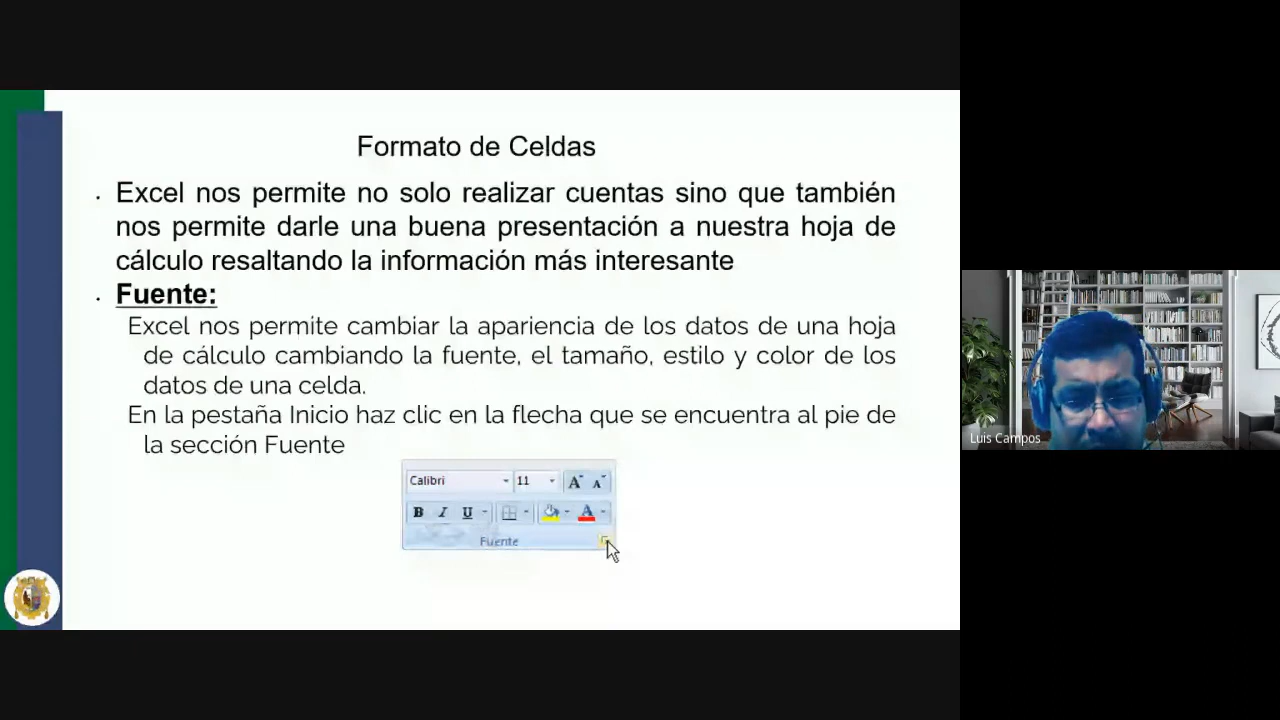 Formato de Celdas
Excel nos permite no solo realizar cuentas sino que también
nos permite darle una buena presentación a nuestra hoja de
cálculo resaltando la información más interesante
Fuente:
Excel nos permite cambiar la apariencia de los datos de una hoja
de cálculo cambiando la fuente, el tamaño, estilo y color de los
datos de una celda.
En la pestaña Inicio haz clic en la flecha que se encuentra al pie de
la sección Fuente
Calibri 11 A A
B I U A
Fuente
Luis Campos